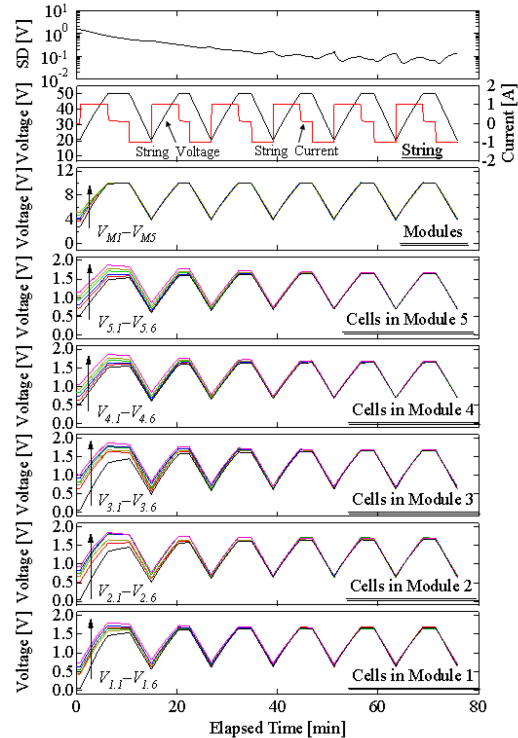 SD [V]
10^1
10^0
10^-1
10^-2
Voltage [V]
50
40
30
20
10
String Voltage
String Current
String
2
1
0
-1
-2
Current [A]
Voltage [V]
12
8
4
0
V_M1–V_M5
Modules
Voltage [V]
2.0
1.5
1.0
0.5
0.0
V_5.1–V_5.6
Cells in Module 5
Voltage [V]
2.0
1.5
1.0
0.5
0.0
V_4.1–V_4.6
Cells in Module 4
Voltage [V]
2.0
1.5
1.0
0.5
0.0
V_3.1–V_3.6
Cells in Module 3
Voltage [V]
2.0
1.5
1.0
0.5
0.0
V_2.1–V_2.6
Cells in Module 2
Voltage [V]
2.0
1.5
1.0
0.5
0.0
V_1.1–V_1.6
Cells in Module 1
0 20 40 60 80
Elapsed Time [min]